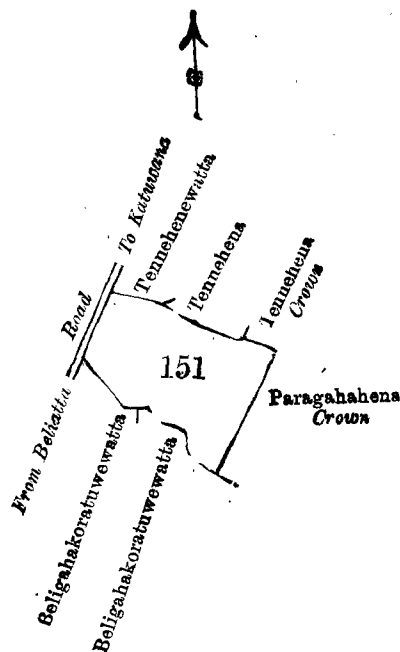 To Katuwana
Tennehenewatta
Tennehena
Tennehena
Crown
Road
151
Paragahahena
Crown
From Beliatta
Beligahakoratuwewatta
Beligahakoratuwewatta